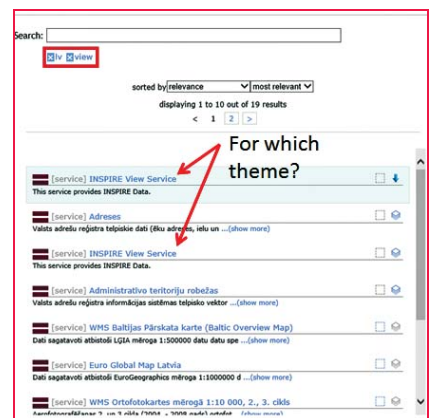 Search:
lv view
sorted by relevance most relevant
displaying 1 to 10 out of 19 results
< 1 2 >
For which
theme?
[service] INSPIRE View Service
This service provides INSPIRE Data.
[service] Adreses
Valsts adrešu reģistra telpiskie dati (ēku adreses, ielu un ...(show more)
[service] INSPIRE View Service
This service provides INSPIRE Data.
[service] Administratīvo teritoriju robežas
Valsts adrešu reģistra informācijas sistēmas telpisko vektor ...(show more)
[service] WMS Baltijas Pārskata karte (Baltic Overview Map)
Dati sagatavoti atbistoši LĢIA mēroga 1:500000 datu datu spe ...(show more)
[service] Euro Global Map Latvia
Dati sagatavoti atbistoši EuroGeographics mēroga 1:1000000 d ...(show more)
[service] WMS Ortofotokartes mērogā 1:10 000, 2., 3. cikls